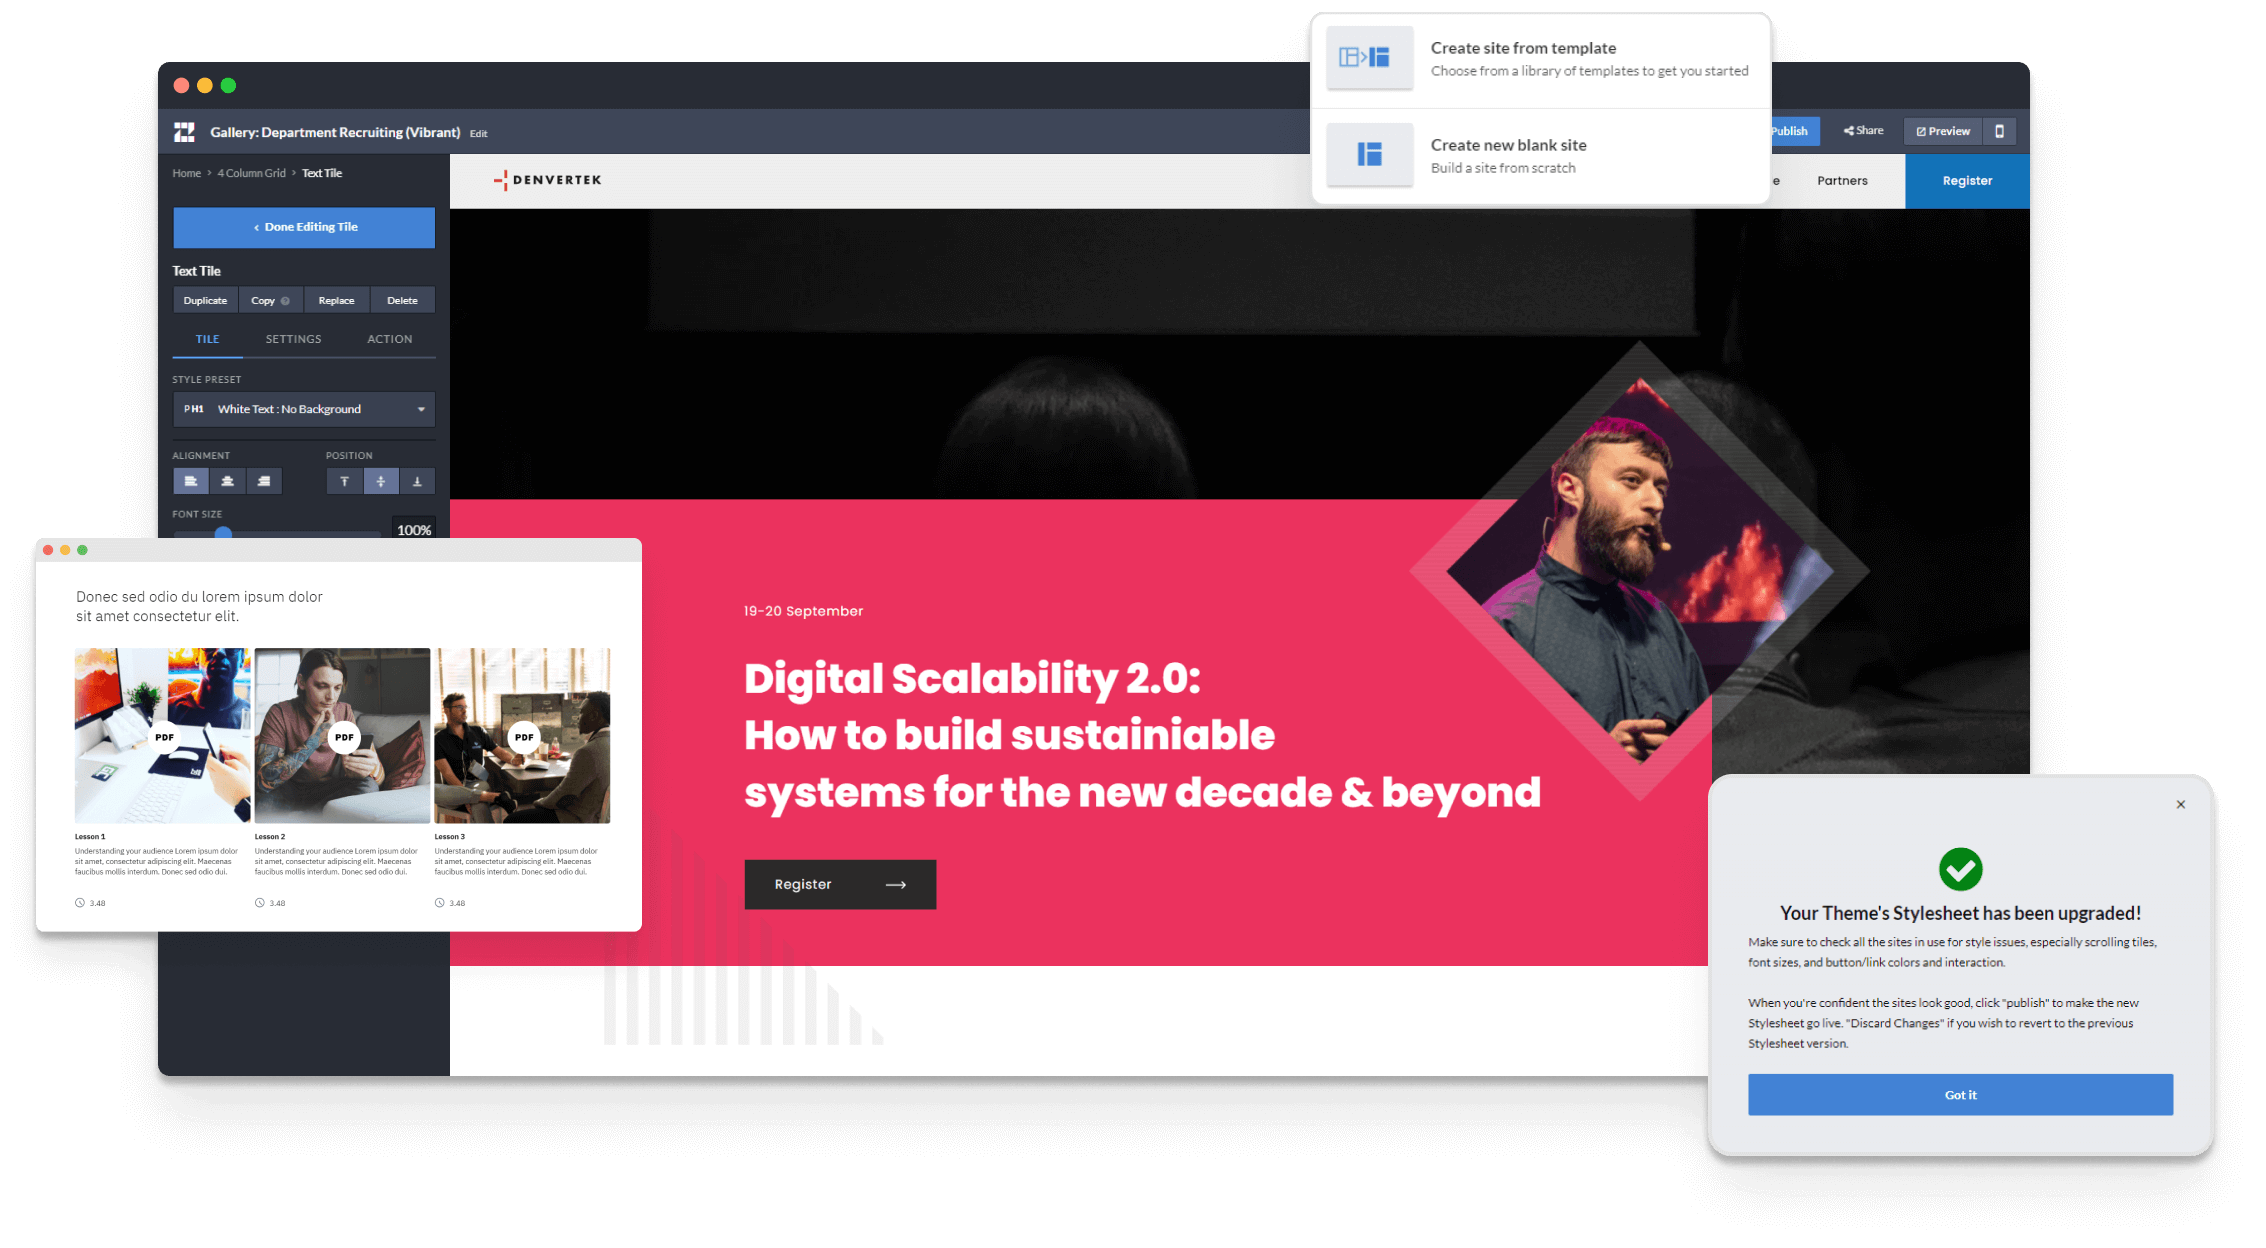 Create site from template
Choose from a library of templates to get you started
Create new blank site
Build a site from scratch
Gallery: Department Recruiting (Vibrant) Edit
Publish Share Preview
Home > 4 Column Grid > Text Tile
‹ Done Editing Tile
Text Tile
Duplicate Copy Replace Delete
TILE SETTINGS ACTION
STYLE PRESET
PH1 White Text : No Background
ALIGNMENT POSITION
FONT SIZE
100%
DENVERTEK
e Partners Register
19-20 September
Digital Scalability 2.0:
How to build sustainiable
systems for the new decade & beyond
Register
Donec sed odio du lorem ipsum dolor
sit amet consectetur elit.
PDF PDF PDF
Lesson 1
Understanding your audience Lorem ipsum dolor
sit amet, consectetur adipiscing elit. Maecenas
faucibus mollis interdum. Donec sed odio dui.
3.48
Lesson 2
Understanding your audience Lorem ipsum dolor
sit amet, consectetur adipiscing elit. Maecenas
faucibus mollis interdum. Donec sed odio dui.
3.48
Lesson 3
Understanding your audience Lorem ipsum dolor
sit amet, consectetur adipiscing elit. Maecenas
faucibus mollis interdum. Donec sed odio dui.
3.48
Your Theme's Stylesheet has been upgraded!
Make sure to check all the sites in use for style issues, especially scrolling tiles,
font sizes, and button/link colors and interaction.
When you're confident the sites look good, click "publish" to make the new
Stylesheet go live. "Discard Changes" if you wish to revert to the previous
Stylesheet version.
Got it